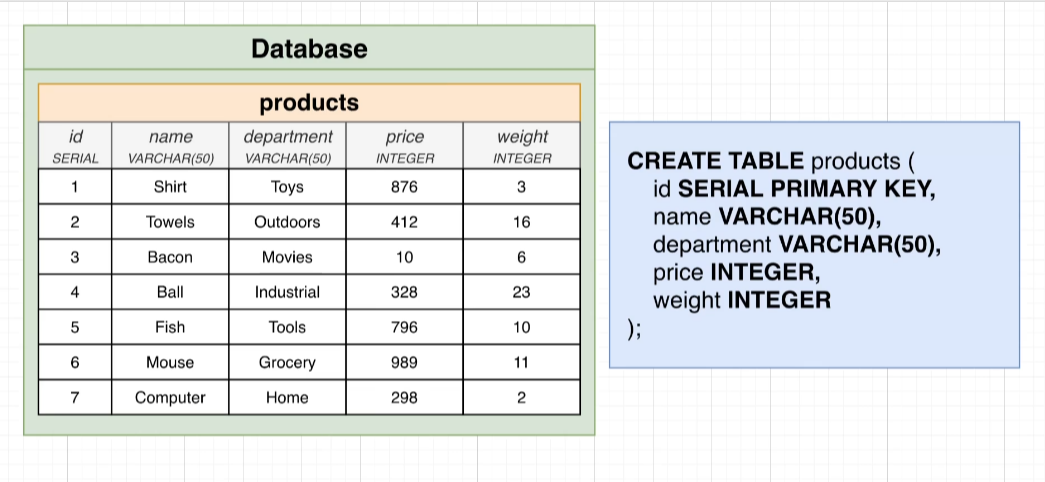 Database
products
id name department price weight
SERIAL VARCHAR(50) VARCHAR(50) INTEGER INTEGER
1 Shirt Toys 876 3
2 Towels Outdoors 412 16
3 Bacon Movies 10 6
4 Ball Industrial 328 23
5 Fish Tools 796 10
6 Mouse Grocery 989 11
7 Computer Home 298 2
CREATE TABLE products (
id SERIAL PRIMARY KEY,
name VARCHAR(50),
department VARCHAR(50),
price INTEGER,
weight INTEGER
);